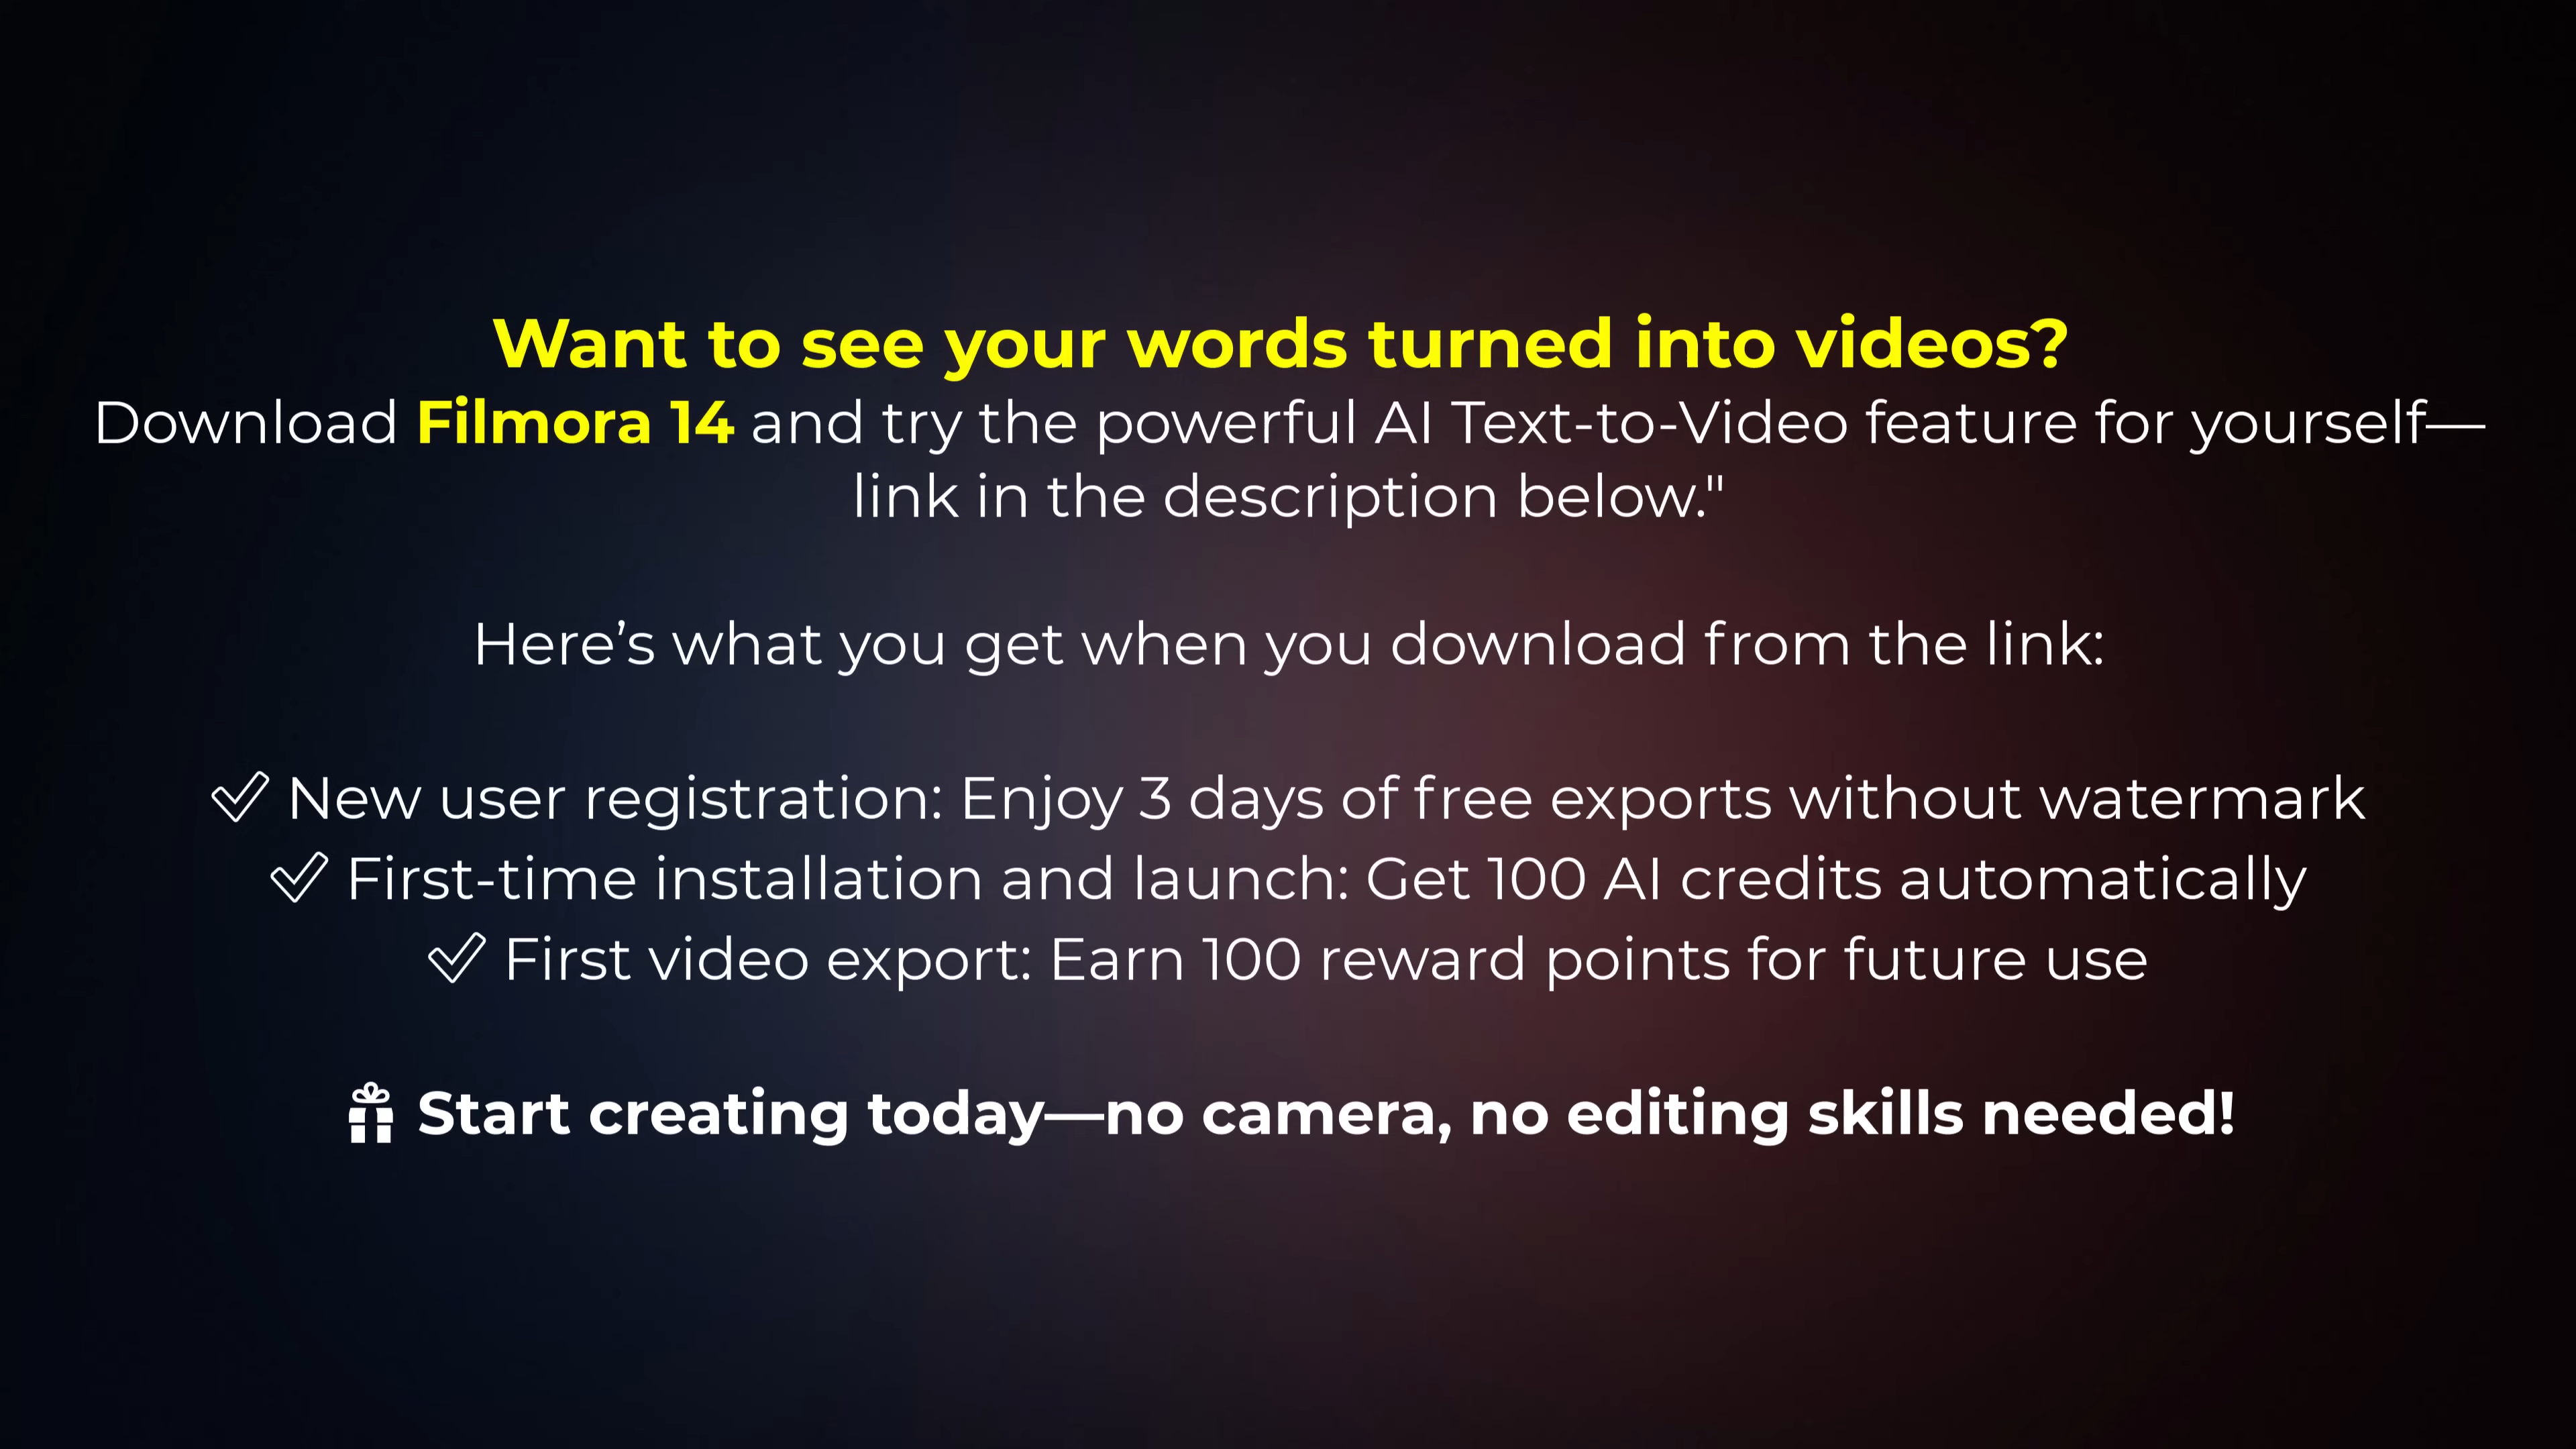 Want to see your words turned into videos?
Download Filmora 14 and try the powerful AI Text-to-Video feature for yourself—
link in the description below."
Here’s what you get when you download from the link:
✅ New user registration: Enjoy 3 days of free exports without watermark
✅ First-time installation and launch: Get 100 AI credits automatically
✅ First video export: Earn 100 reward points for future use
🎁 Start creating today—no camera, no editing skills needed!